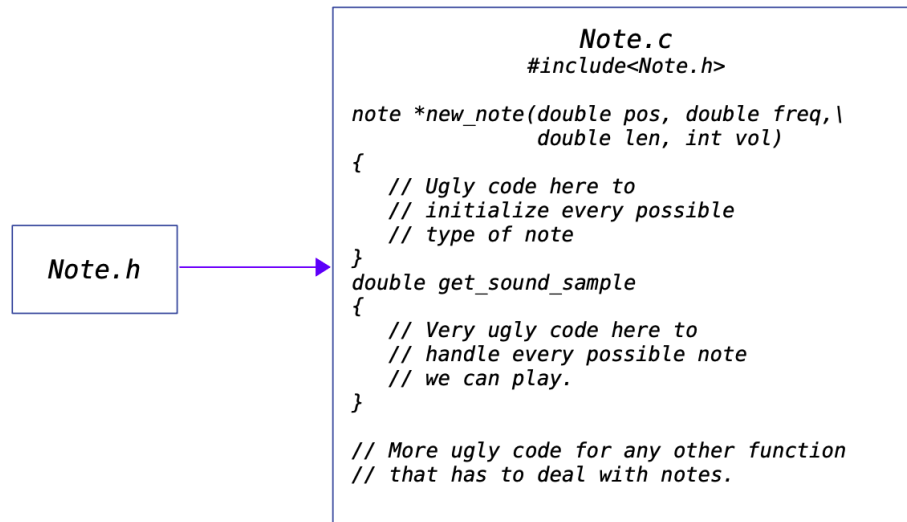 Note.h
Note.c
#include<Note.h>
note *new_note(double pos, double freq,\
double len, int vol)
{
// Ugly code here to
// initialize every possible
// type of note
}
double get_sound_sample
{
// Very ugly code here to
// handle every possible note
// we can play.
}
// More ugly code for any other function
// that has to deal with notes.